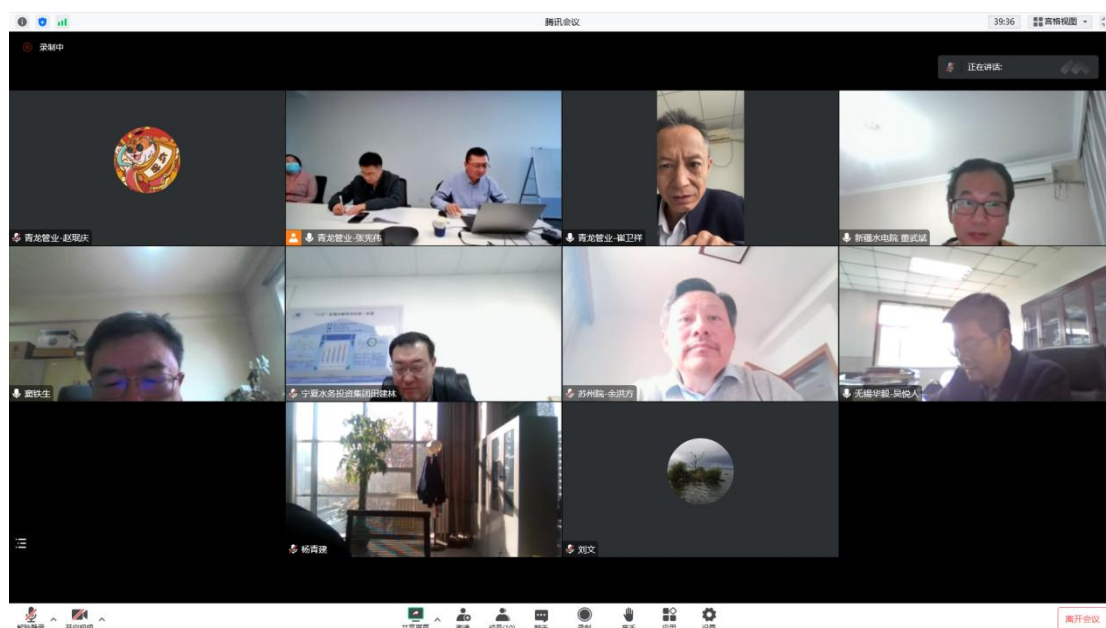 腾讯会议
39:36
宫格视图
录制中
正在讲话:
青龙管业-赵珉庆
青龙管业-张宪伟
青龙管业-崔卫祥
新疆水电院 董武斌
窦铁生
宁夏水务投资集团田建林
苏州院-余洪方
无锡华毅-吴悦人
杨青建
刘文
离开会议